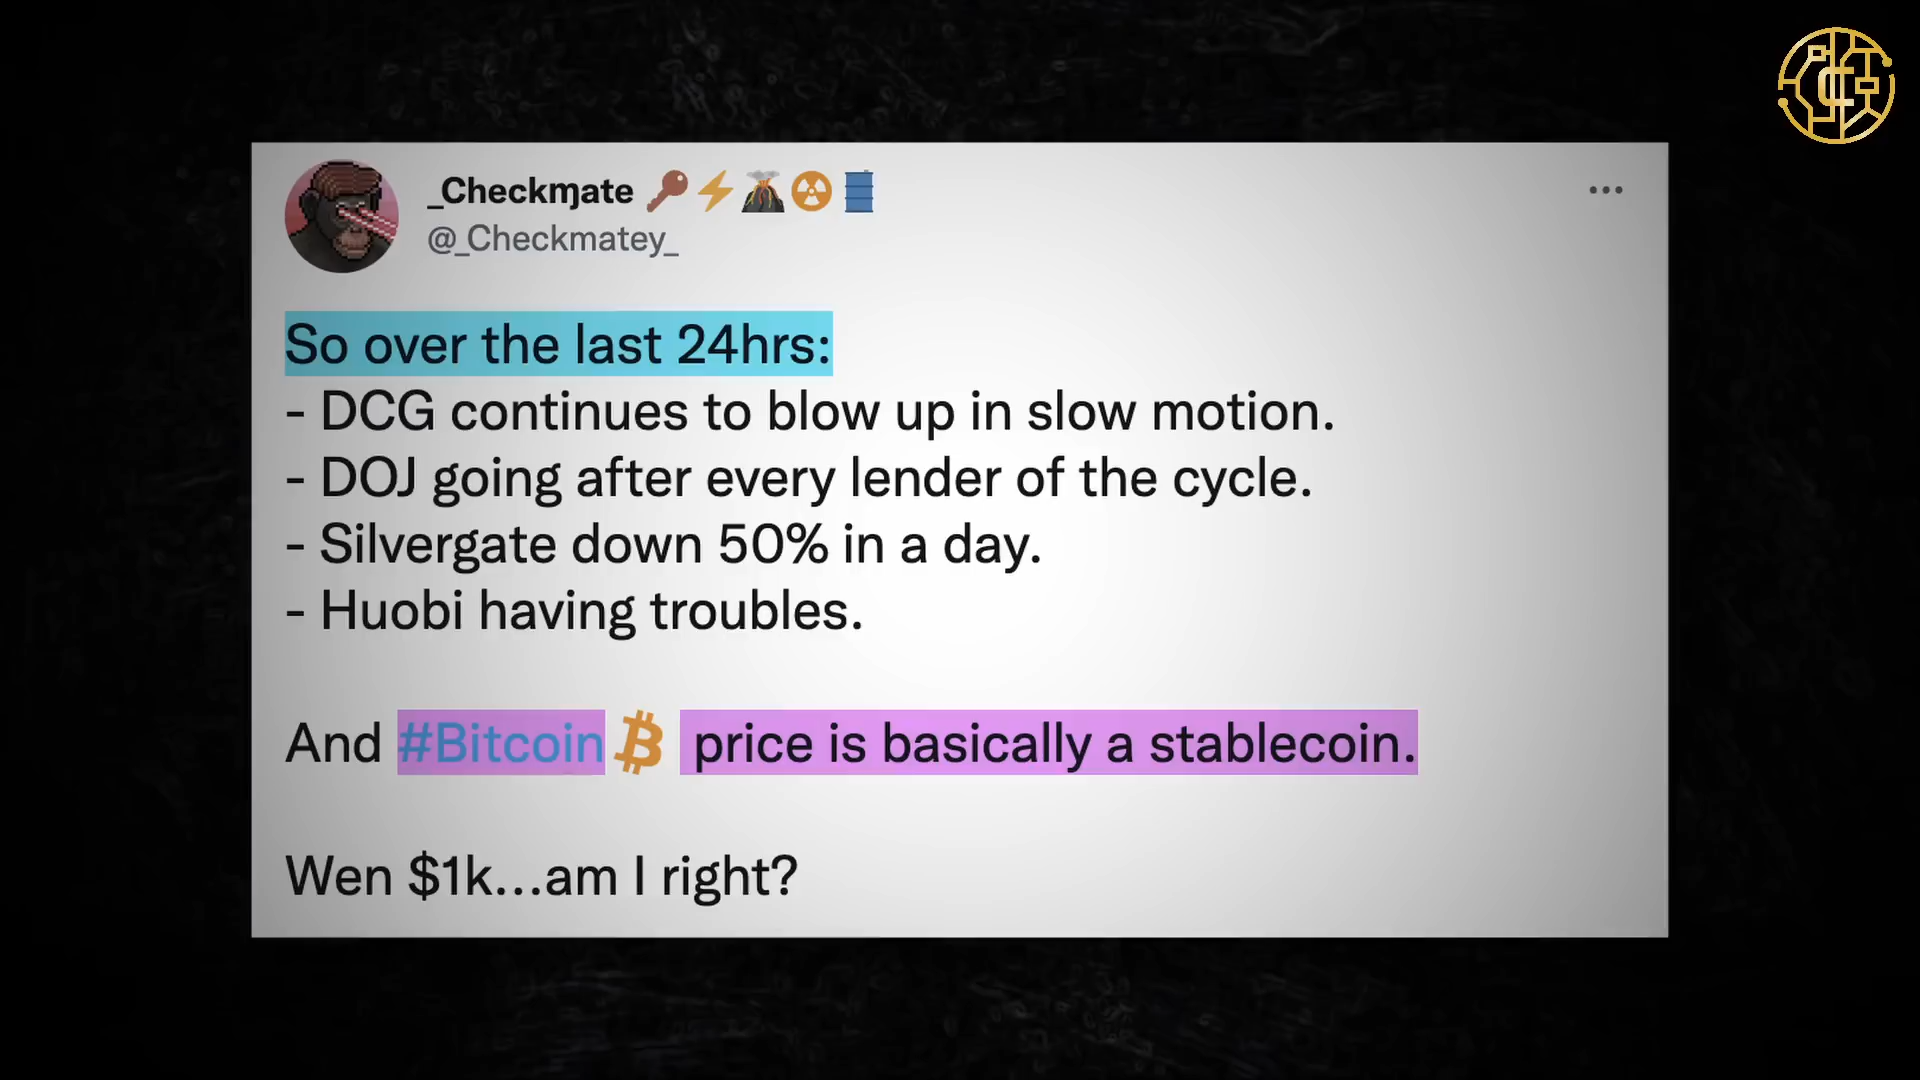 _Checkɱate 🔑⚡🌋☢️🛢️
@_Checkmatey_
So over the last 24hrs:
- DCG continues to blow up in slow motion.
- DOJ going after every lender of the cycle.
- Silvergate down 50% in a day.
- Huobi having troubles.
And #Bitcoin ₿ price is basically a stablecoin.
Wen $1k...am I right?